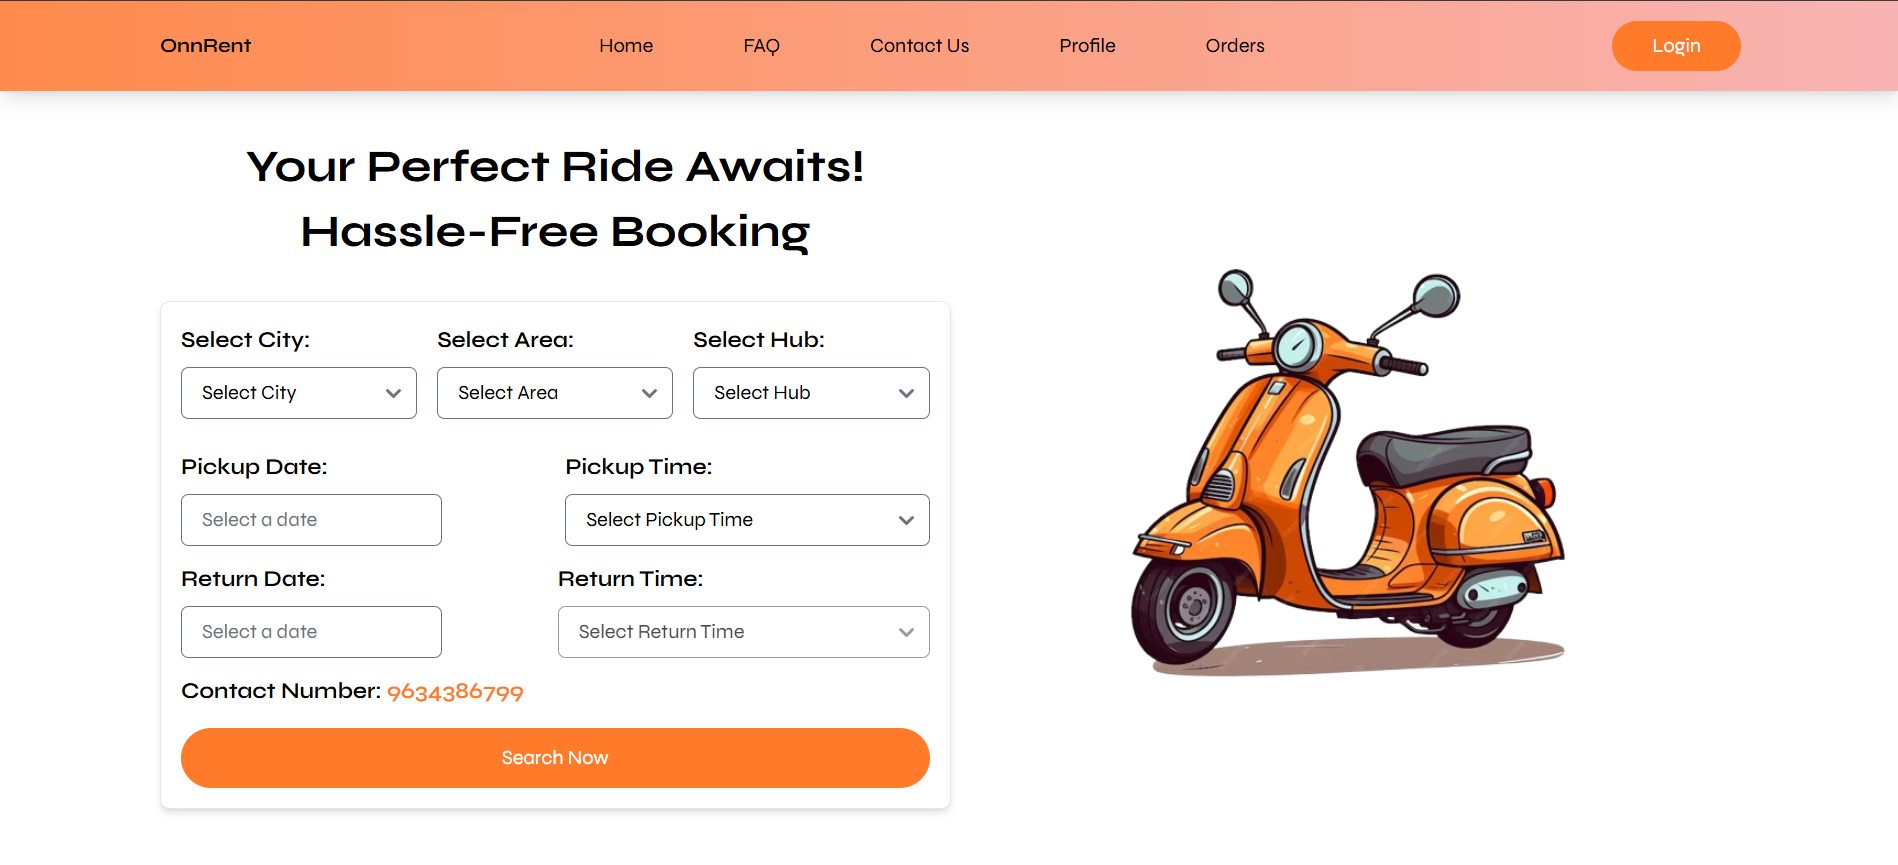 OnnRent Home FAQ Contact Us Profile Orders Login
Your Perfect Ride Awaits!
Hassle-Free Booking
Select City: Select Area: Select Hub:
Select City Select Area Select Hub
Pickup Date: Pickup Time:
Select a date Select Pickup Time
Return Date: Return Time:
Select a date Select Return Time
Contact Number: 9634386799
Search Now